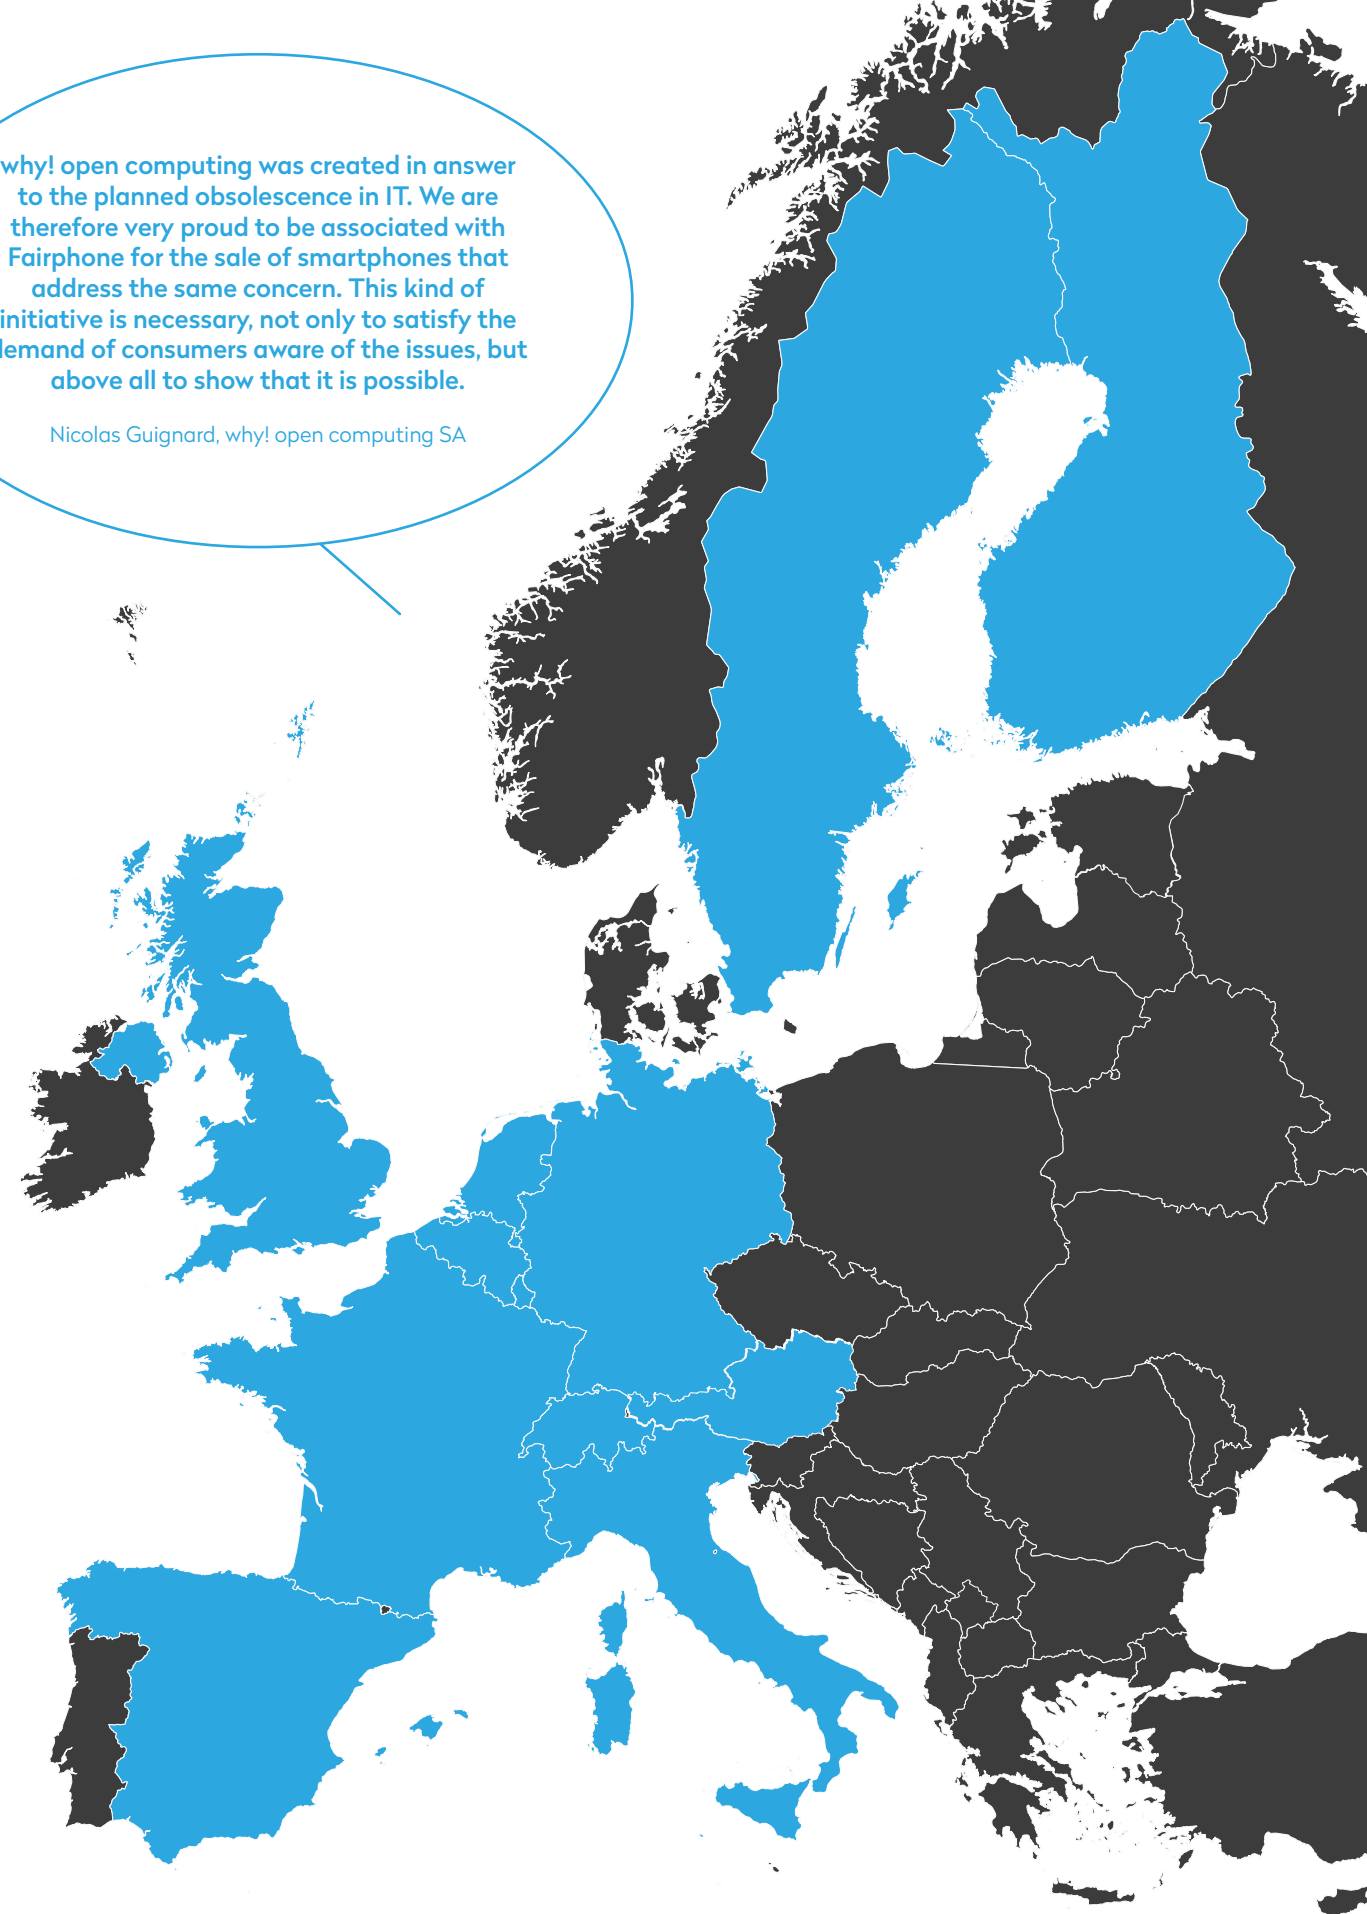 why! open computing was created in answer
to the planned obsolescence in IT. We are
therefore very proud to be associated with
Fairphone for the sale of smartphones that
address the same concern. This kind of
initiative is necessary, not only to satisfy the
demand of consumers aware of the issues, but
above all to show that it is possible.
Nicolas Guignard, why! open computing SA